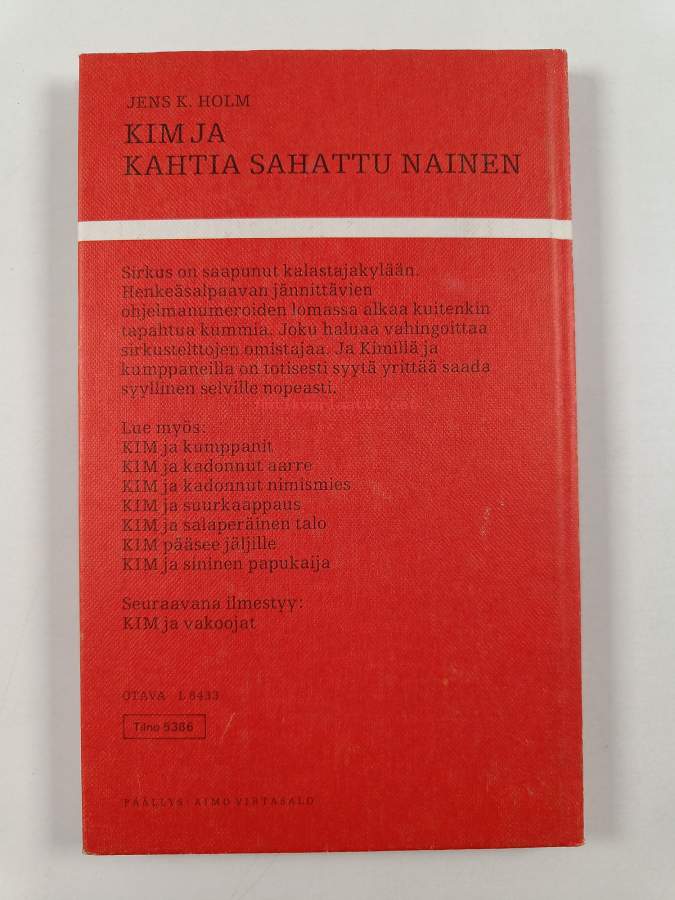 JENS K. HOLM
KIM JA
KAHTIA SAHATTU NAINEN
Sirkus on saapunut kalastajakylään.
Henkeäsalpaavan jännittävien
ohjelmanumeroiden lomassa alkaa kuitenkin
tapahtua kummia. Joku haluaa vahingoittaa
sirkustelttojen omistajaa. Ja Kimillä ja
kumppaneilla on totisesti syytä yrittää saada
syyllinen selville nopeasti.
Lue myös:
KIM ja kumppanit
KIM ja kadonnut aarre
KIM ja kadonnut nimismies
KIM ja suurkaappaus
KIM ja salaperäinen talo
KIM pääsee jäljille
KIM ja sininen papukaija
Seuraavana ilmestyy:
KIM ja vakoojat
OTAVA L 8433
Tilno 5386
PÄÄLLYS: AIMO VIRTASALO